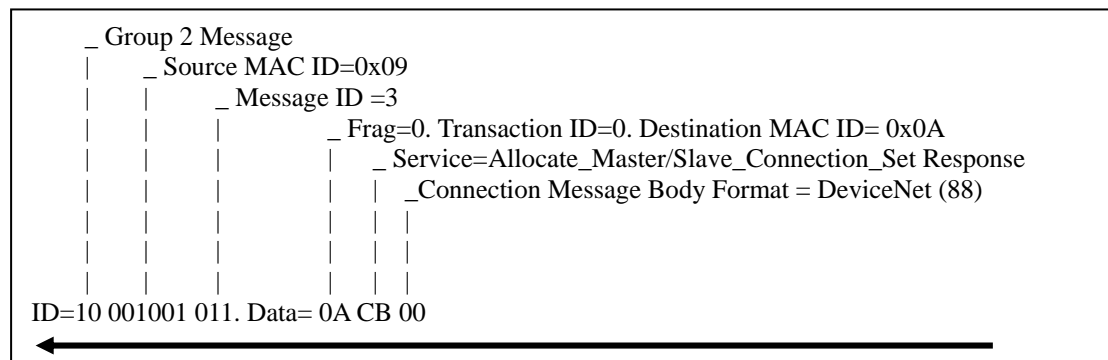 _ Group 2 Message
| _ Source MAC ID=0x09
| | _ Message ID =3
| | | _ Frag=0. Transaction ID=0. Destination MAC ID= 0x0A
| | | | _ Service=Allocate_Master/Slave_Connection_Set Response
| | | | | _Connection Message Body Format = DeviceNet (88)
| | | | | |
| | | | | |
| | | | | |
ID=10 001001 011. Data= 0A CB 00